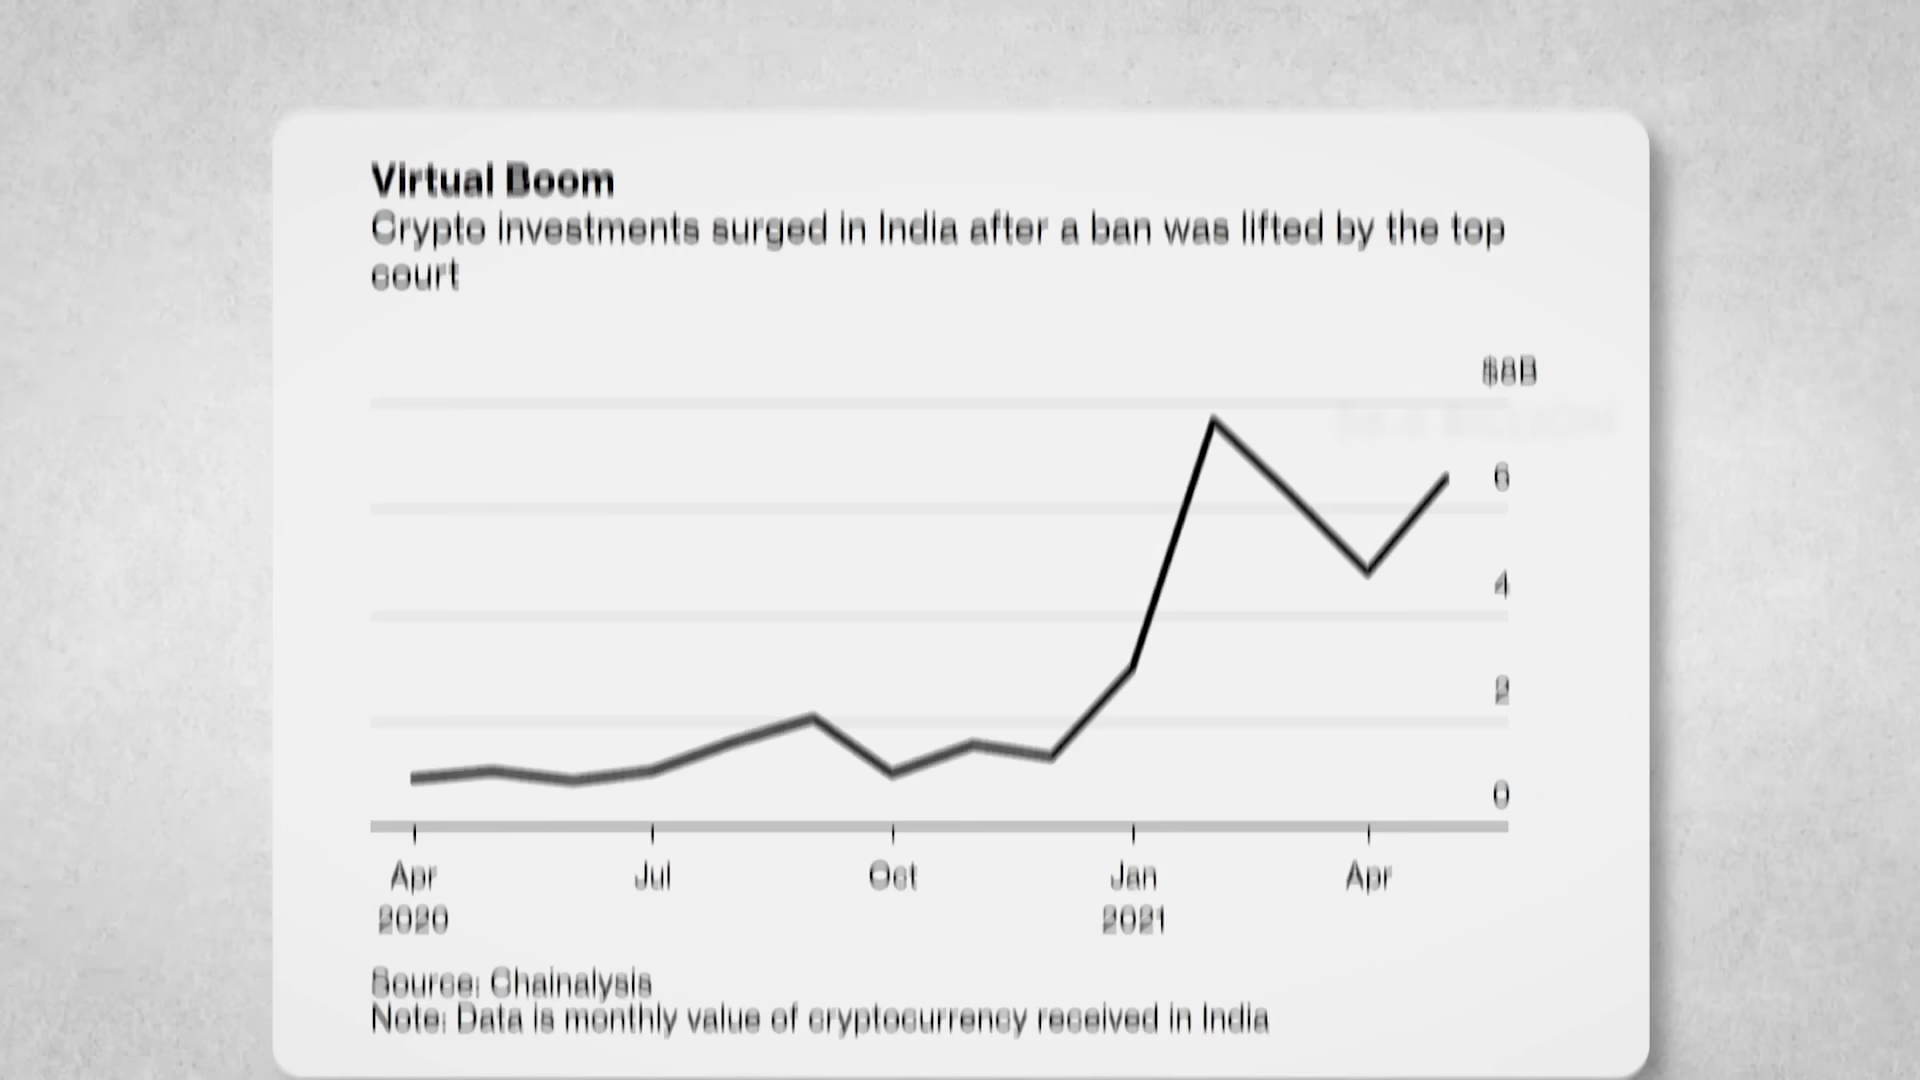 Virtual Boom
Crypto investments surged in India after a ban was lifted by the top
court
$8B
6
4
2
0
Apr
Jul
Oct
Jan
Apr
2020
2021
Source: Chainalysis
Note: Data is monthly value of cryptocurrency received in India